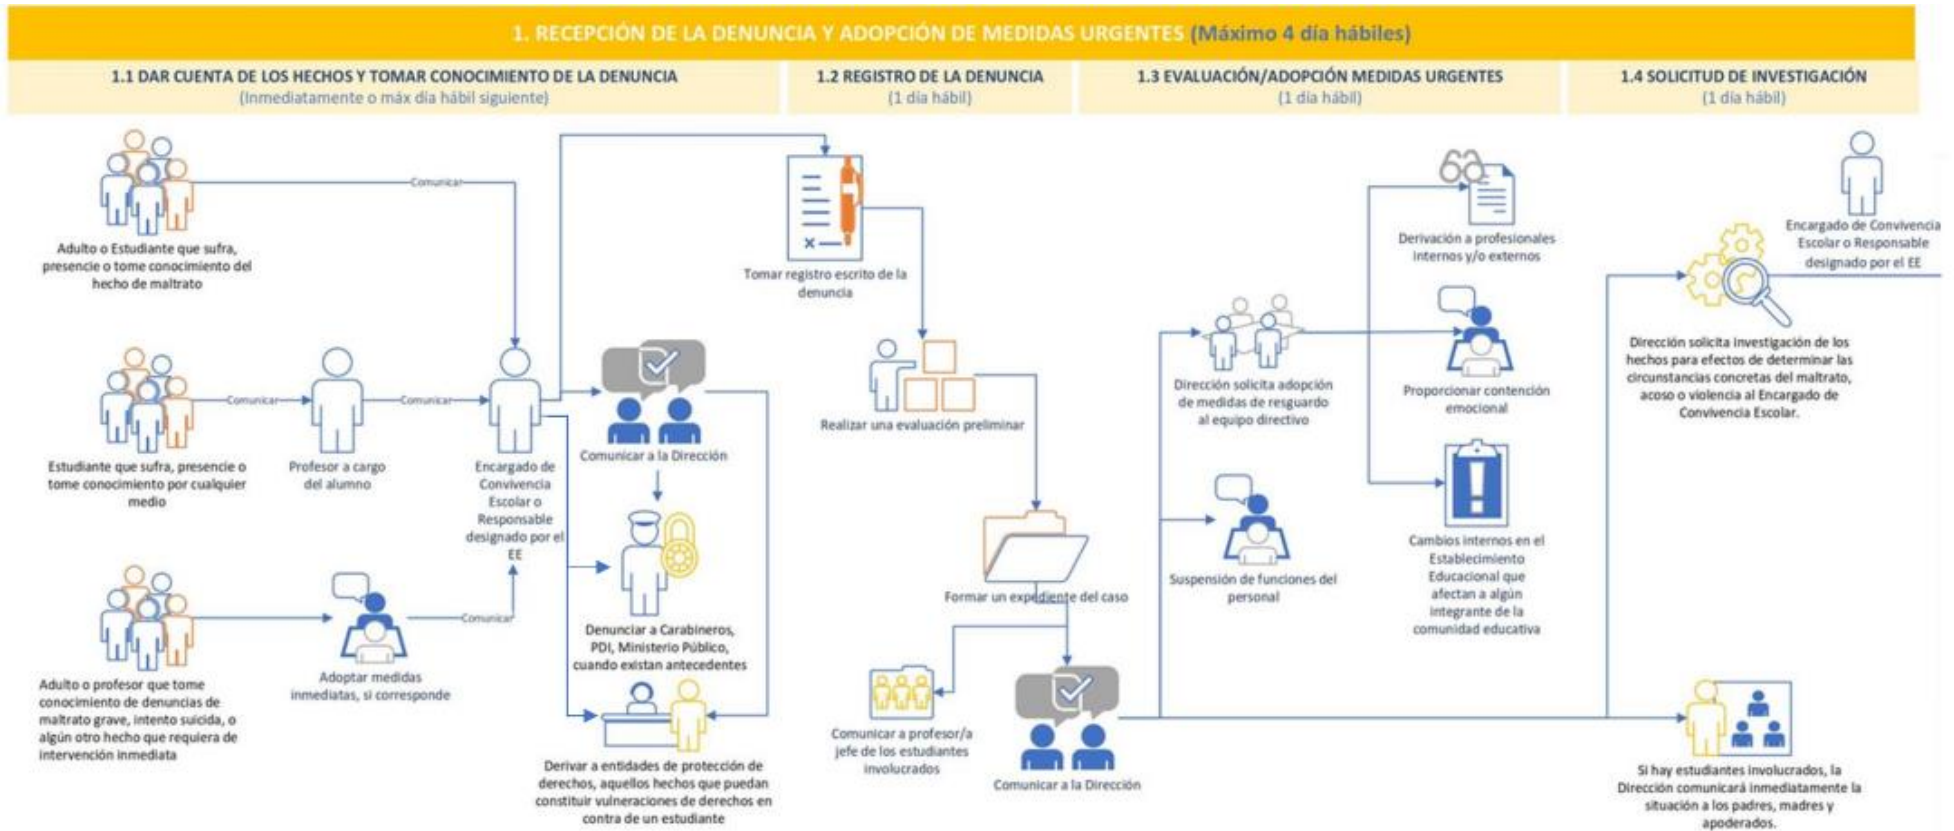 1. RECEPCIÓN DE LA DENUNCIA Y ADOPCIÓN DE MEDIDAS URGENTES (Máximo 4 día hábiles)
1.1 DAR CUENTA DE LOS HECHOS Y TOMAR CONOCIMIENTO DE LA DENUNCIA
(Inmediatamente o máx día hábil siguiente)
1.2 REGISTRO DE LA DENUNCIA
(1 día hábil)
1.3 EVALUACIÓN/ADOPCIÓN MEDIDAS URGENTES
(1 día hábil)
1.4 SOLICITUD DE INVESTIGACIÓN
(1 día hábil)
Comunicar
Adulto o Estudiante que sufra,
presencie o tome conocimiento del
hecho de maltrato
Comunicar
Comunicar
Estudiante que sufra, presencie o
tome conocimiento por cualquier
medio
Profesor a cargo
del alumno
Encargado de
Convivencia
Escolar o
Responsable
designado por el
EE
Comunicar
Adulto o profesor que tome
conocimiento de denuncias de
maltrato grave, intento suicida, o
algún otro hecho que requiera de
intervención inmediata
Adoptar medidas
inmediatas, si corresponde
Comunicar a la Dirección
Denunciar a Carabineros,
PDI, Ministerio Público,
cuando existan antecedentes
Derivar a entidades de protección de
derechos, aquellos hechos que puedan
constituir vulneraciones de derechos en
contra de un estudiante
Tomar registro escrito de la
denuncia
Realizar una evaluación preliminar
Formar un expediente del caso
Comunicar a profesor/a
jefe de los estudiantes
involucrados
Comunicar a la Dirección
Dirección solicita adopción
de medidas de resguardo
al equipo directivo
Suspensión de funciones del
personal
Derivación a profesionales
internos y/o externos
Proporcionar contención
emocional
Cambios internos en el
Establecimiento
Educacional que
afectan a algún
integrante de la
comunidad educativa
Encargado de Convivencia
Escolar o Responsable
designado por el EE
Dirección solicita investigación de los
hechos para efectos de determinar las
circunstancias concretas del maltrato,
acoso o violencia al Encargado de
Convivencia Escolar.
Si hay estudiantes involucrados, la
Dirección comunicará inmediatamente la
situación a los padres, madres y
apoderados.